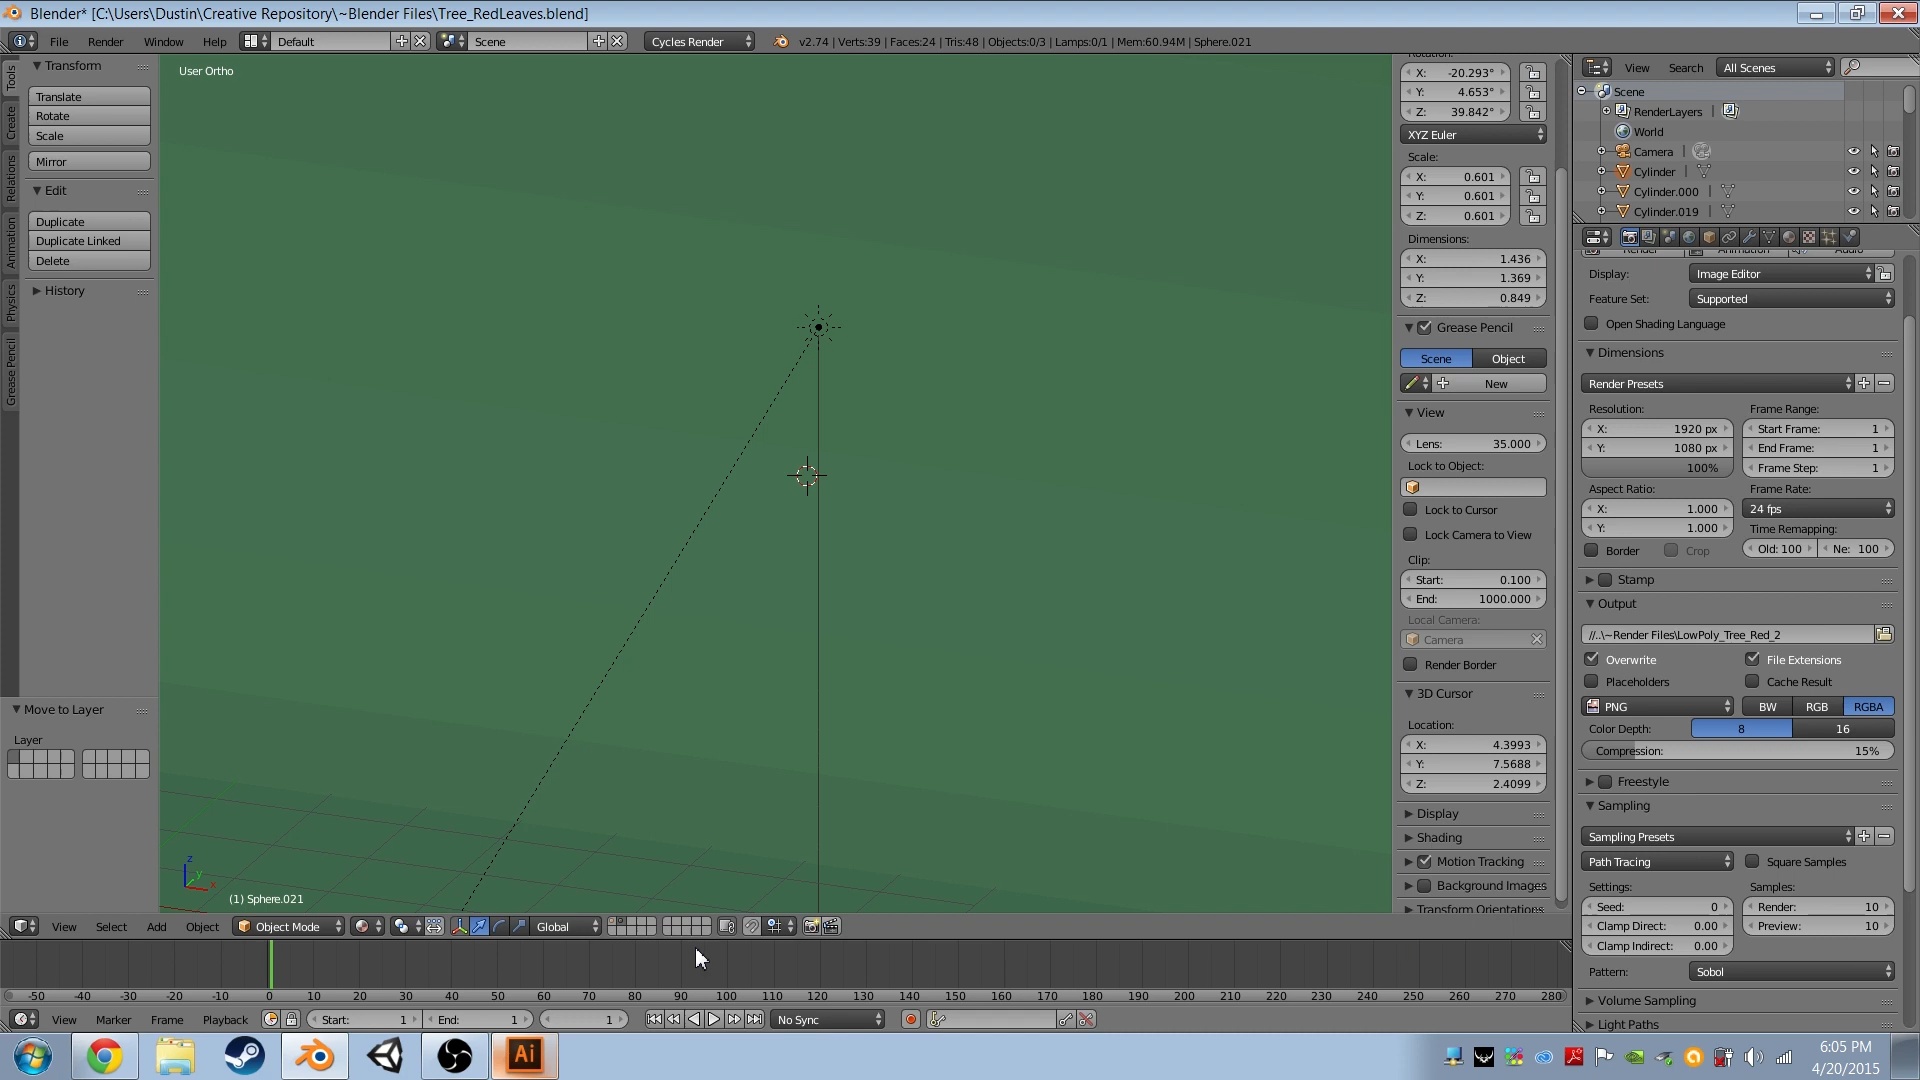 Blender* [C:\Users\Dustin\Creative Repository\~Blender Files\Tree_RedLeaves.blend]
File Render Window Help Default Scene Cycles Render v2.74 | Verts:39 | Faces:24 | Tris:48 | Objects:0/3 | Lamps:0/1 | Mem:60.94M | Sphere.021
Tools
Create
Relations
Animation
Physics
Grease Pencil
Transform
Translate
Rotate
Scale
Mirror
Edit
Duplicate
Duplicate Linked
Delete
History
Move to Layer
Layer
User Ortho
z
y
x
(1) Sphere.021
X: -20.293°
Y: 4.653°
Z: 39.842°
XYZ Euler
Scale:
X: 0.601
Y: 0.601
Z: 0.601
Dimensions:
X: 1.436
Y: 1.369
Z: 0.849
Grease Pencil
Scene Object
New
View
Lens: 35.000
Lock to Object:
Lock to Cursor
Lock Camera to View
Clip:
Start: 0.100
End: 1000.000
Local Camera:
Camera
Render Border
3D Cursor
Location:
X: 4.3993
Y: 7.5688
Z: 2.4099
Display
Shading
Motion Tracking
Background Images
Transform Orientations
View Search All Scenes
Scene
RenderLayers
World
Camera
Cylinder
Cylinder.000
Cylinder.019
Display: Image Editor
Feature Set: Supported
Open Shading Language
Dimensions
Render Presets
Resolution: Frame Range:
X: 1920 px Start Frame: 1
Y: 1080 px End Frame: 1
100% Frame Step: 1
Aspect Ratio: Frame Rate:
X: 1.000 24 fps
Y: 1.000 Time Remapping:
Border Crop Old: 100 Ne: 100
Stamp
Output
//..\~Render Files\LowPoly_Tree_Red_2
Overwrite File Extensions
Placeholders Cache Result
PNG BW RGB RGBA
Color Depth: 8 16
Compression: 15%
Freestyle
Sampling
Sampling Presets
Path Tracing Square Samples
Settings: Samples:
Seed: 0 Render: 10
Clamp Direct: 0.00 Preview: 10
Clamp Indirect: 0.00
Pattern: Sobol
Volume Sampling
Light Paths
View Select Add Object Object Mode Global
-50 -40 -30 -20 -10 0 10 20 30 40 50 60 70 80 90 100 110 120 130 140 150 160 170 180 190 200 210 220 230 240 250 260 270 280
View Marker Frame Playback Start: 1 End: 1 1 No Sync
Ai
6:05 PM
4/20/2015